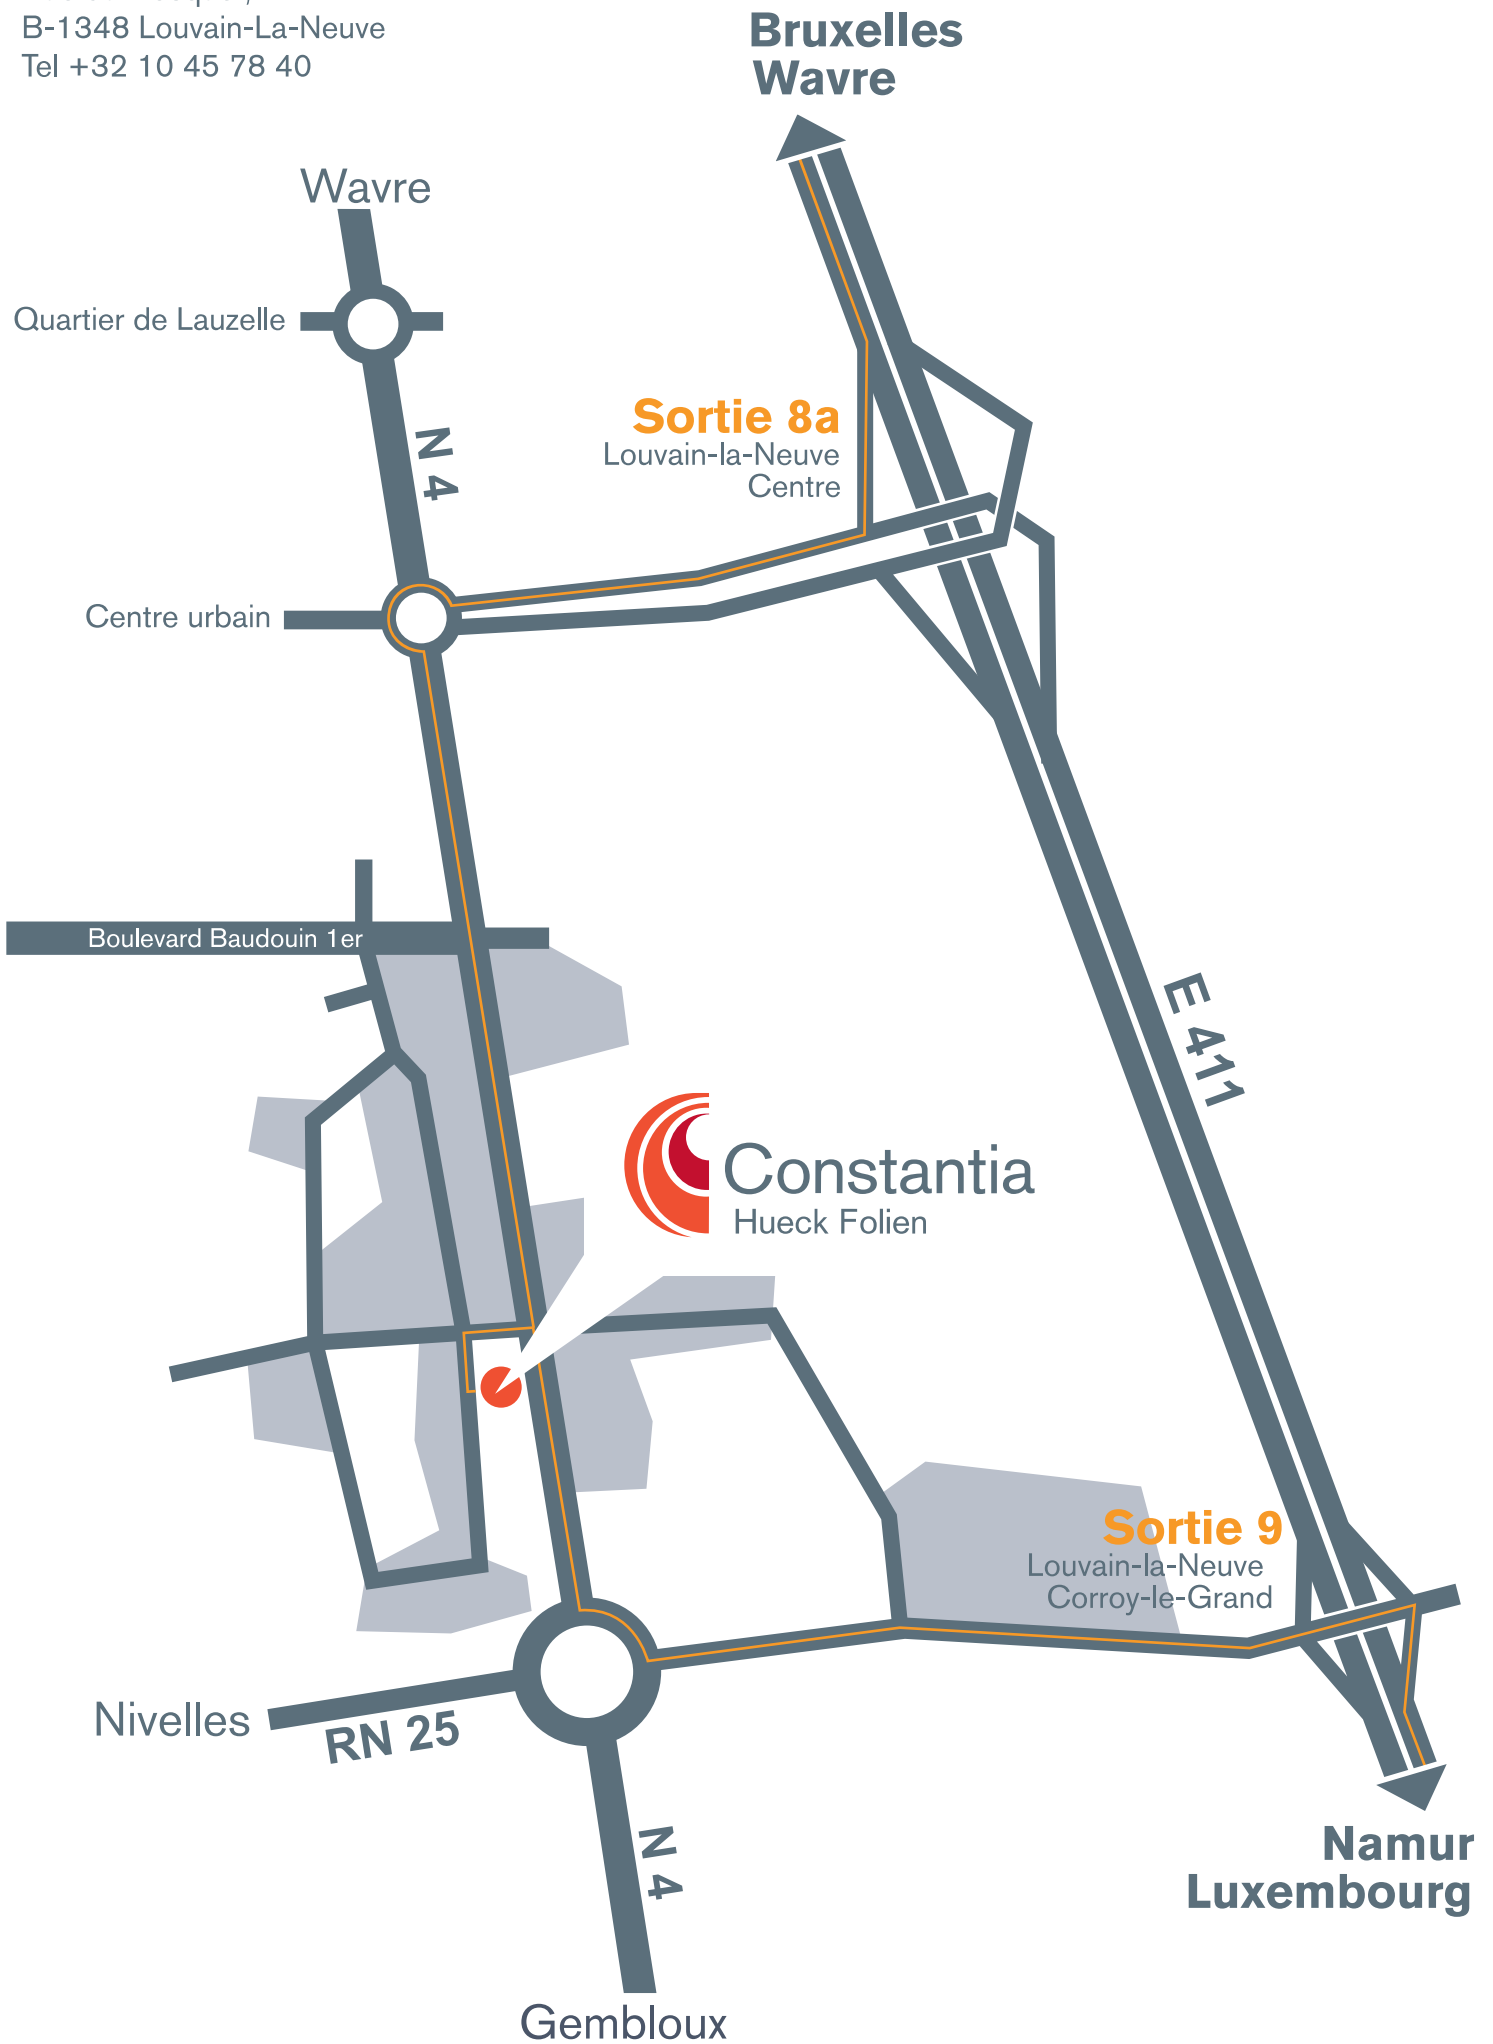 B-1348 Louvain-La-Neuve
Tel +32 10 45 78 40
Bruxelles
Wavre
Wavre
Quartier de Lauzelle
N 4
Sortie 8a
Louvain-la-Neuve
Centre
Centre urbain
Boulevard Baudouin 1er
E 411
Constantia
Hueck Folien
Sortie 9
Louvain-la-Neuve
Corroy-le-Grand
Nivelles
RN 25
N 4
Namur
Luxembourg
Gembloux